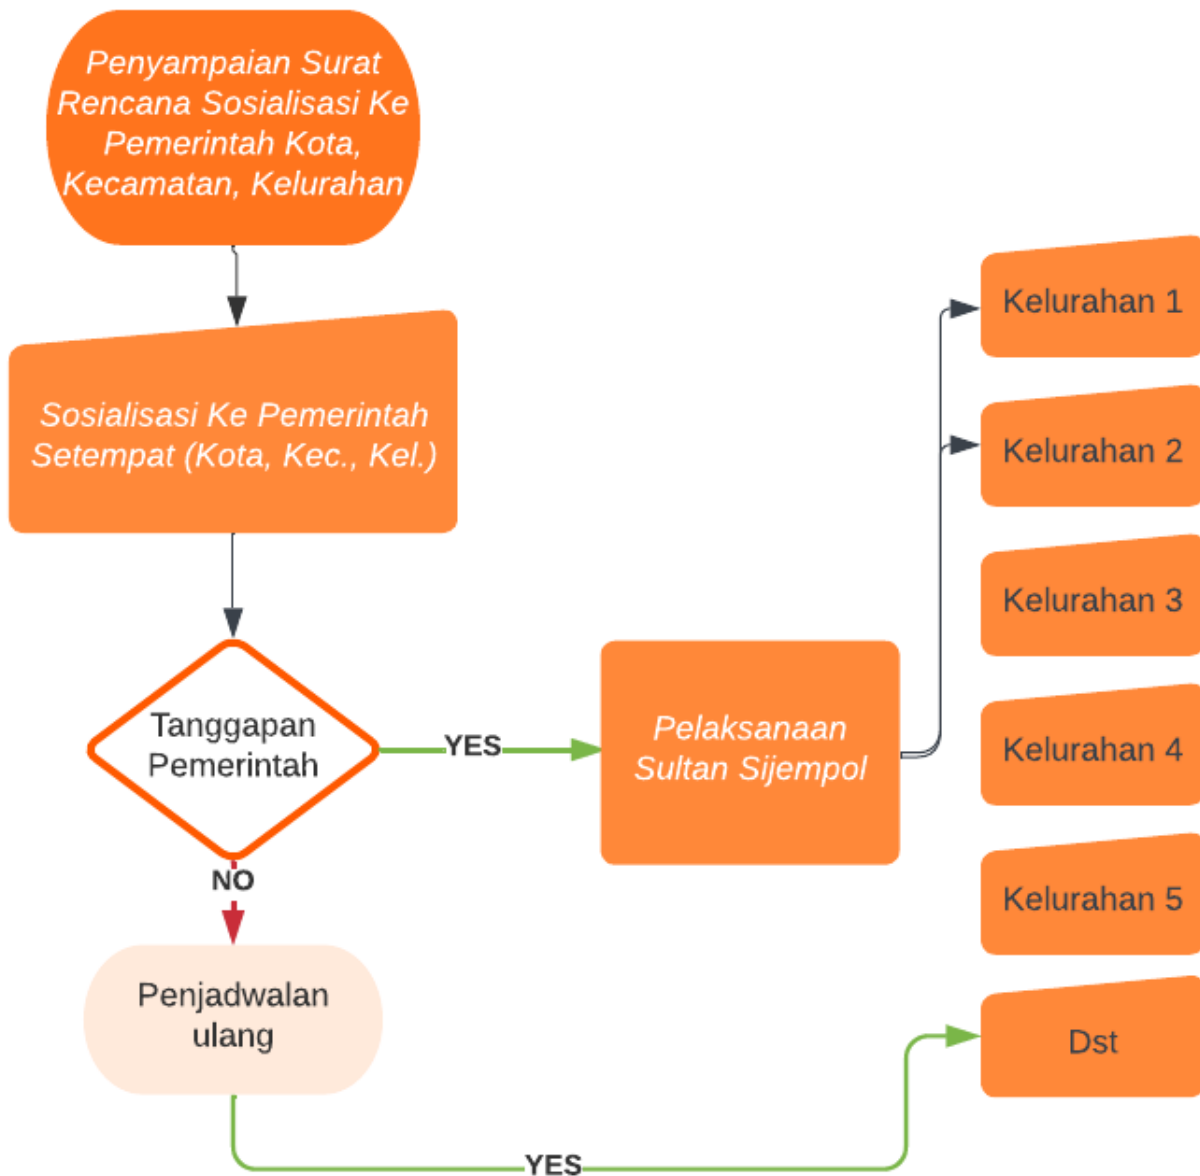 Penyampaian Surat
Rencana Sosialisasi Ke
Pemerintah Kota,
Kecamatan, Kelurahan
Sosialisasi Ke Pemerintah
Setempat (Kota, Kec., Kel.)
Tanggapan
Pemerintah
YES
Pelaksanaan
Sultan Sijempol
Kelurahan 1
Kelurahan 2
Kelurahan 3
Kelurahan 4
Kelurahan 5
Dst
NO
Penjadwalan
ulang
YES